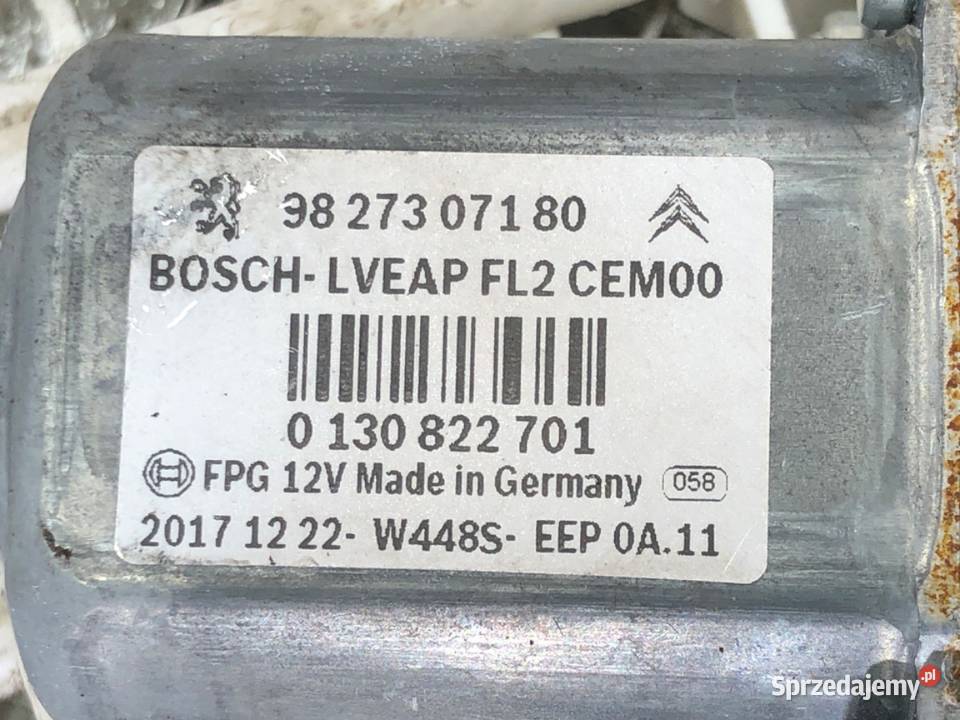 98 273 071 80
BOSCH- LVEAP FL2 CEM00
0 130 822 701
FPG 12V Made in Germany 058
2017 12 22- W448S- EEP 0A.11
Sprzedajemy.pl